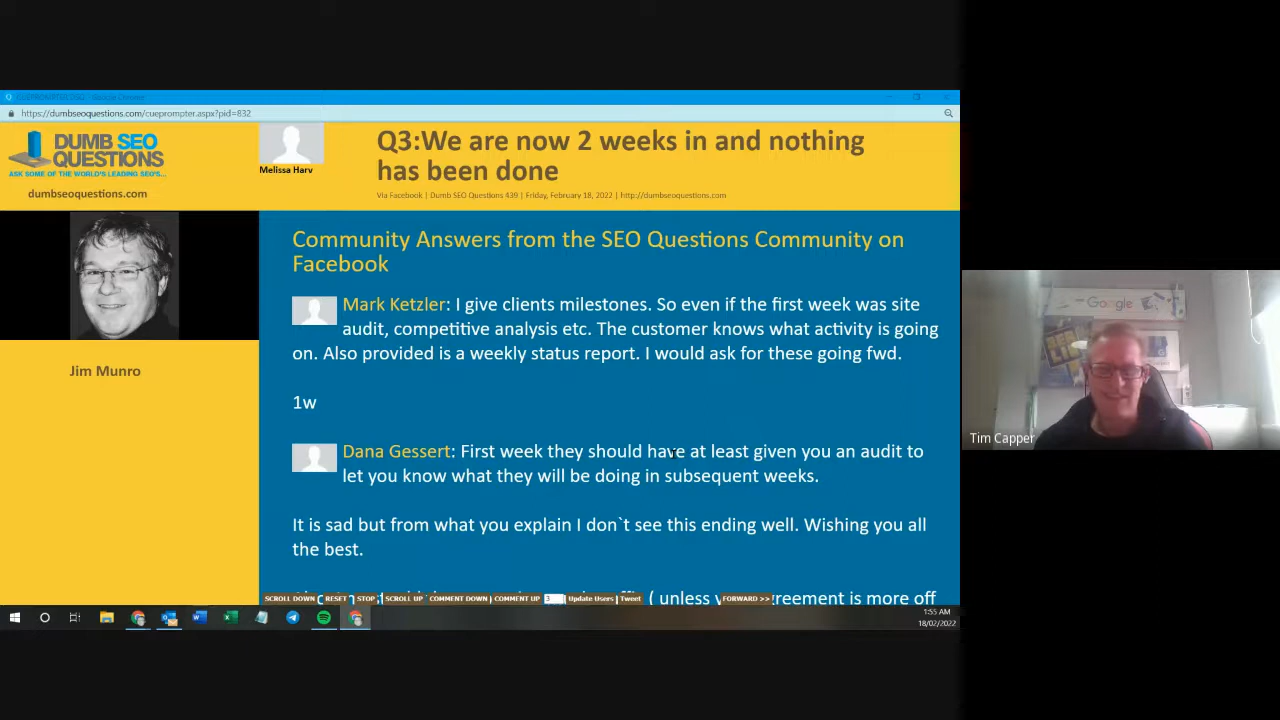 https://dumbseoquestions.com/cueprompter.aspx?pid=832
DUMB SEO
QUESTIONS
ASK SOME OF THE WORLD'S LEADING SEO'S...
dumbseoquestions.com
Melissa Harv
Q3:We are now 2 weeks in and nothing
has been done
Via Facebook | Dumb SEO Questions 439 | Friday, February 18, 2022 | http://dumbseoquestions.com
Jim Munro
Community Answers from the SEO Questions Community on
Facebook
Mark Ketzler: I give clients milestones. So even if the first week was site
audit, competitive analysis etc. The customer knows what activity is going
on. Also provided is a weekly status report. I would ask for these going fwd.
1w
Dana Gessert: First week they should have at least given you an audit to
let you know what they will be doing in subsequent weeks.
It is sad but from what you explain I don`t see this ending well. Wishing you all
the best.
( unless agreement is more off
SCROLL DOWN RESET STOP SCROLL UP COMMENT DOWN COMMENT UP 3 Update Users Tweet FORWARD >>
1:55 AM
18/02/2022
Google
Tim Capper